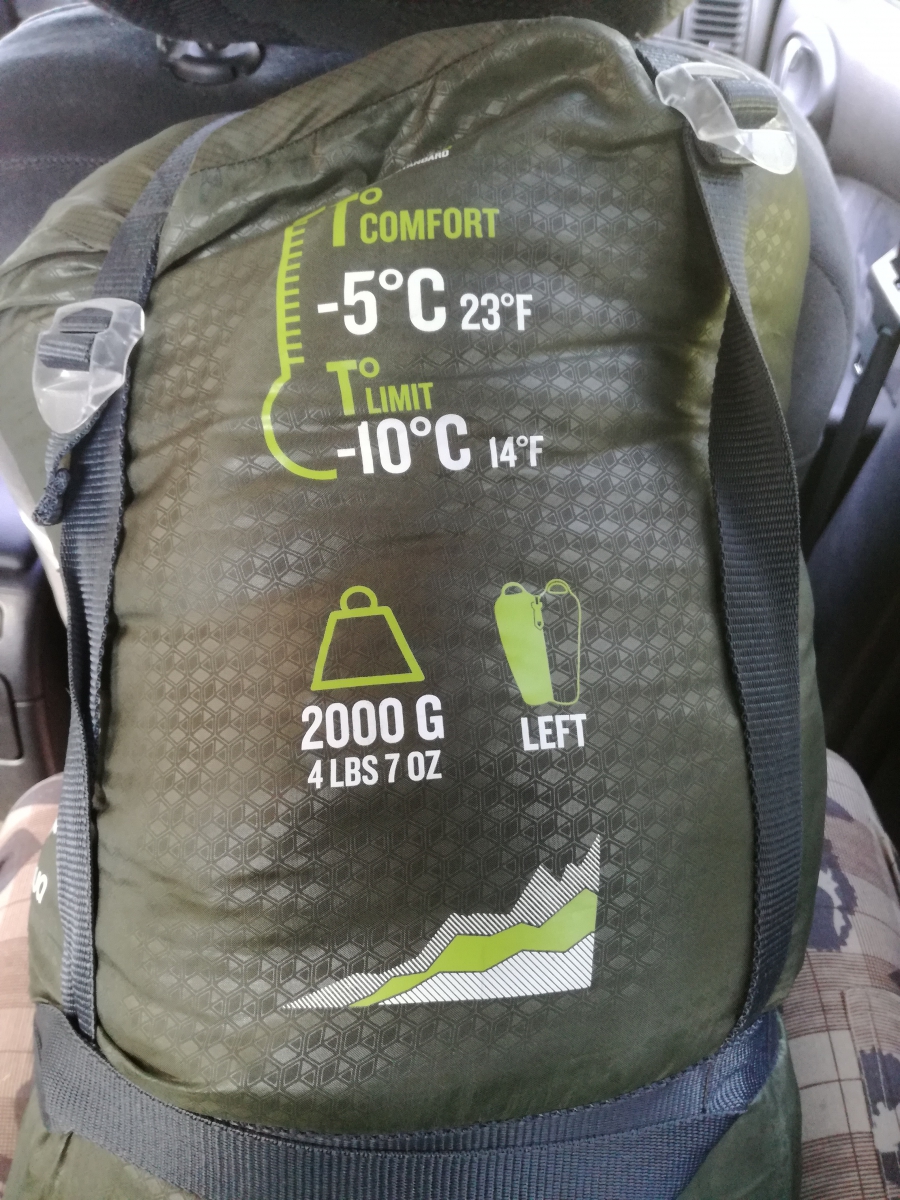 T° COMFORT
-5°C 23°F
T° LIMIT
-10°C 14°F
2000 G
4 LBS 7 OZ
LEFT